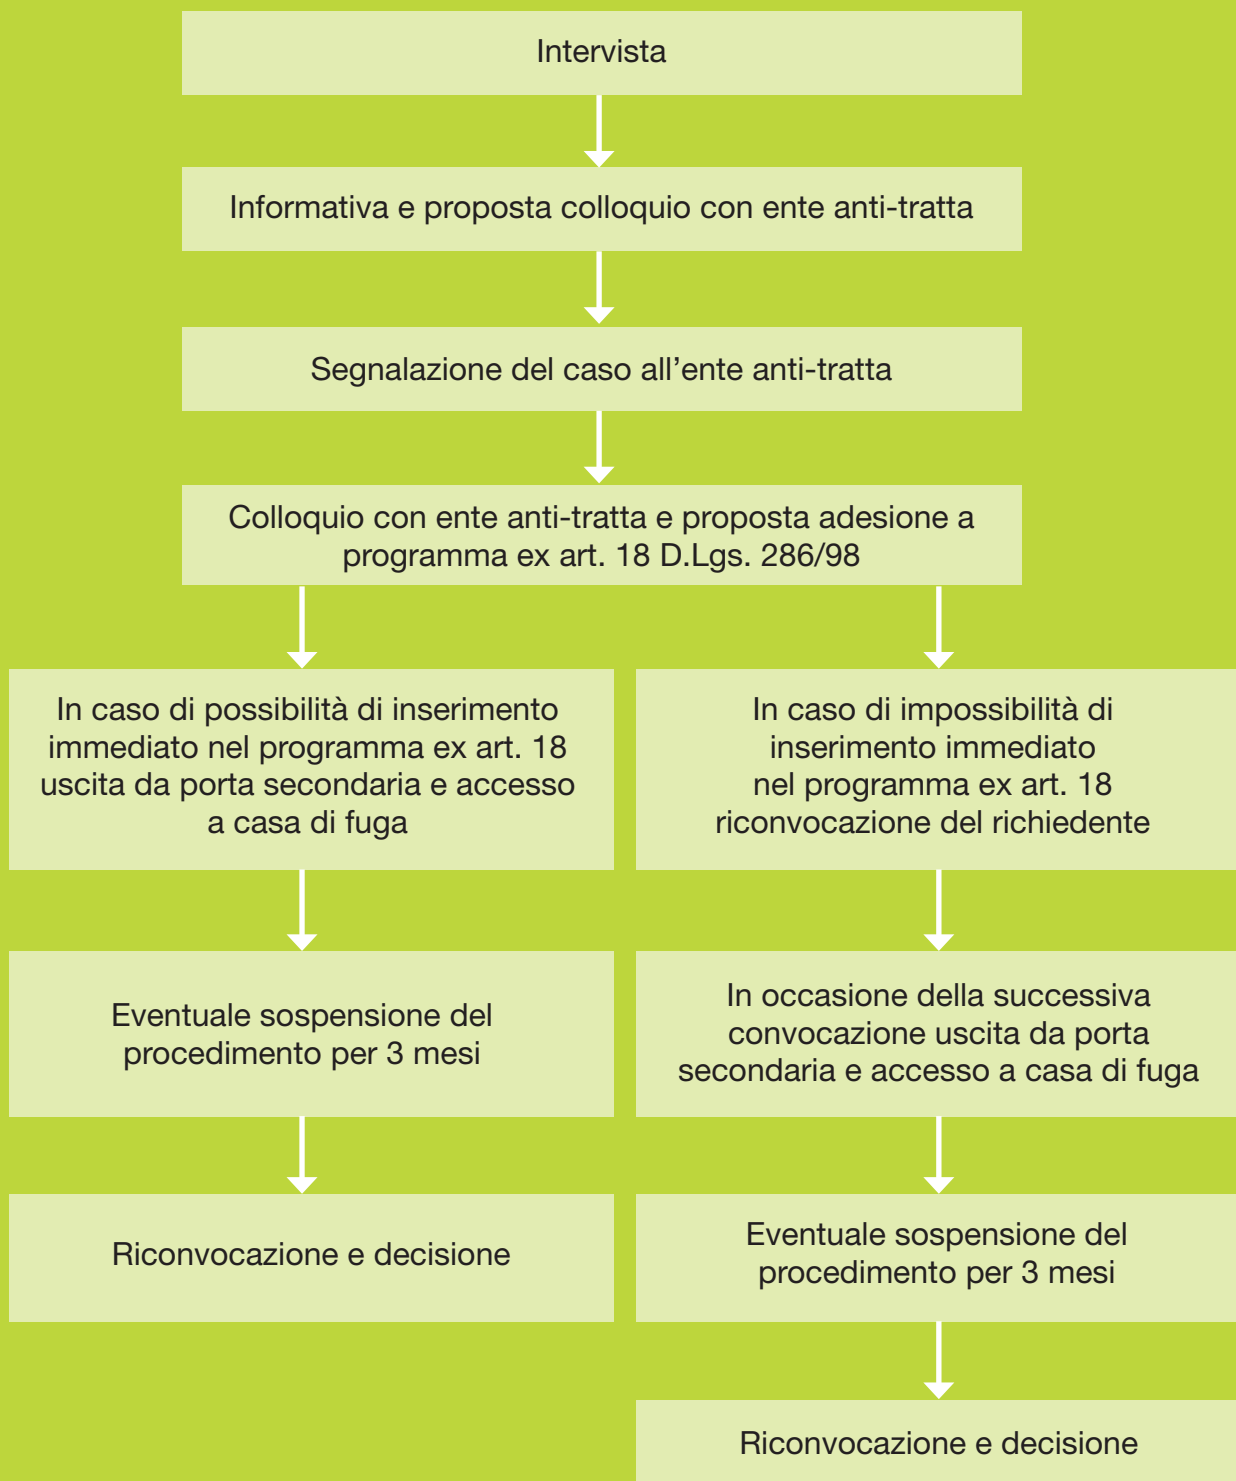 Intervista
Informativa e proposta colloquio con ente anti-tratta
Segnalazione del caso all’ente anti-tratta
Colloquio con ente anti-tratta e proposta adesione a
programma ex art. 18 D.Lgs. 286/98
In caso di possibilità di inserimento
immediato nel programma ex art. 18
uscita da porta secondaria e accesso
a casa di fuga
In caso di impossibilità di
inserimento immediato
nel programma ex art. 18
riconvocazione del richiedente
Eventuale sospensione del
procedimento per 3 mesi
In occasione della successiva
convocazione uscita da porta
secondaria e accesso a casa di fuga
Riconvocazione e decisione
Eventuale sospensione del
procedimento per 3 mesi
Riconvocazione e decisione